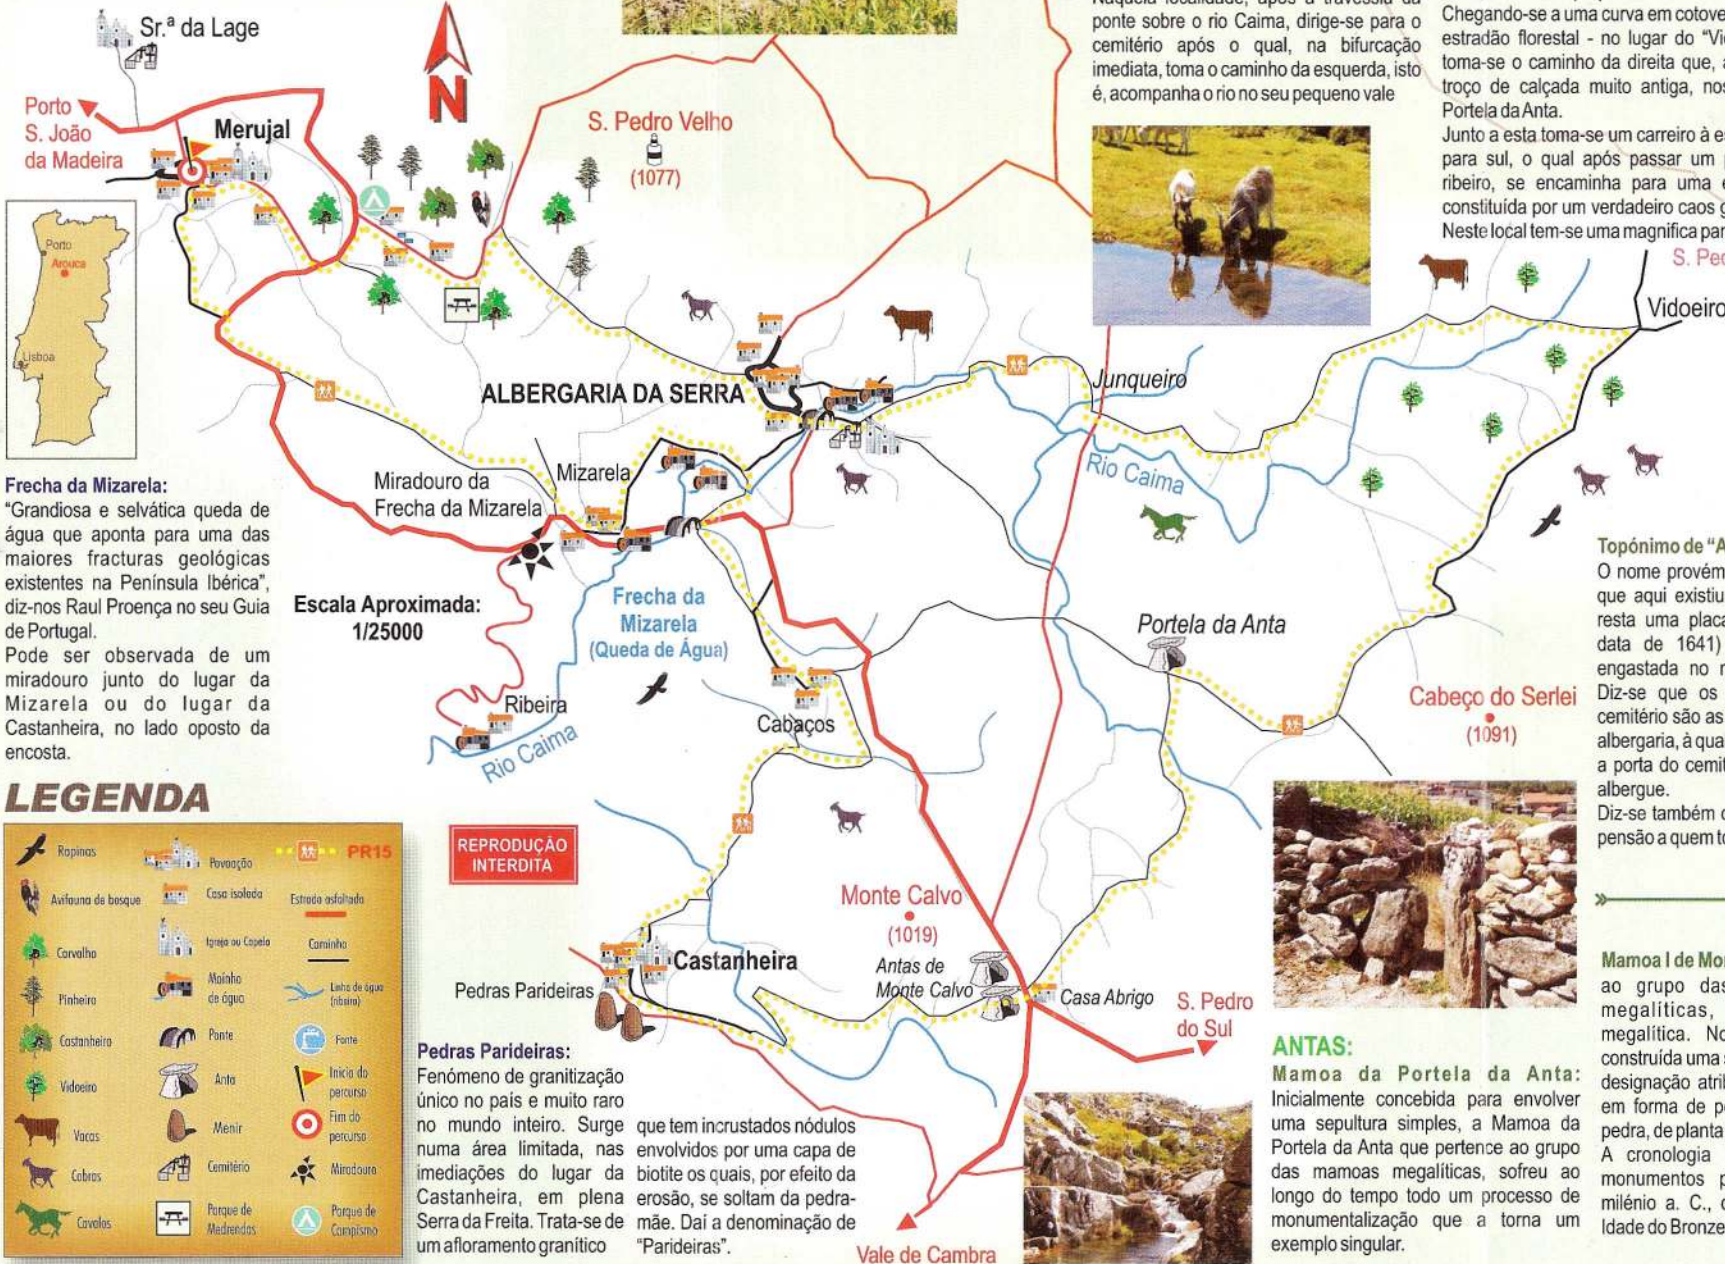 Sr.ª da Lage
Porto
S. João
da Madeira
Merujal
N
S. Pedro Velho
(1077)
ponte sobre o rio Caima, dirige-se para o
cemitério após o qual, na bifurcação
imediata, toma o caminho da esquerda, isto
é, acompanha o rio no seu pequeno vale
Chegando-se a uma curva em
estradão florestal - no lugar do
toma-se o caminho da direita que,
troço de calçada muito antiga,
Portela da Anta.
Junto a esta toma-se um carreiro à
para sul, o qual após passar um
ribeiro, se encaminha para uma
constituída por um verdadeiro caos
Neste local tem-se uma magnifica
S.
Vidoeiro
Porto
Arouca
Lisboa
ALBERGARIA DA SERRA
Junqueiro
Rio Caima
Mizarela
Miradouro da
Frecha da Mizarela
Frecha da Mizarela:
“Grandiosa e selvática queda de
água que aponta para uma das
maiores fracturas geológicas
existentes na Península Ibérica”,
diz-nos Raul Proença no seu Guia
de Portugal.
Pode ser observada de um
miradouro junto do lugar da
Mizarela ou do lugar da
Castanheira, no lado oposto da
encosta.
Escala Aproximada:
1/25000
Frecha da
Mizarela
(Queda de Água)
Ribeira
Rio Caima
Cabaços
Portela da Anta
Cabeço do Serlei
(1091)
Topónimo de
O nome provém
que aqui existiu
resta uma placa
data de 1641)
engastada no
Diz-se que os
cemitério são as
albergaria, à
a porta do
albergue.
Diz-se também
pensão a quem
LEGENDA
Rapinas
Povoação
PR15
Avifauna de bosque
Casa isolada
Estrada asfaltada
Carvalho
Igreja ou Capela
Caminho
Pinheiro
Moínho
de água
Linha de água
(ribeira)
Castanheiro
Ponte
Fonte
Vidoeiro
Anta
Inicio do
percurso
Vacas
Menir
Fim do
percurso
Cabras
Cemitério
Miradouro
Cavalos
Parque de
Merendas
Parque de
Campismo
REPRODUÇÃO
INTERDITA
Monte Calvo
(1019)
Antas de
Monte Calvo
Casa Abrigo
S. Pedro
do Sul
Castanheira
Pedras Parideiras
Pedras Parideiras:
Fenómeno de granitização
único no país e muito raro
no mundo inteiro. Surge
numa área limitada, nas
imediações do lugar da
Castanheira, em plena
Serra da Freita. Trata-se de
um afloramento granítico
que tem incrustados nódulos
envolvidos por uma capa de
biotite os quais, por efeito da
erosão, se soltam da pedra-
mãe. Daí a denominação de
“Parideiras”.
Vale de Cambra
ANTAS:
Mamoa da Portela da Anta:
Inicialmente concebida para envolver
uma sepultura simples, a Mamoa da
Portela da Anta que pertence ao grupo
das mamoas megalíticas, sofreu ao
longo do tempo todo um processo de
monumentalização que a torna um
exemplo singular.
Mamoa I de
ao grupo das
megalíticas,
megalítica.
construída uma
designação
em forma de
pedra, de planta
A cronologia
monumentos
milénio a. C.,
Idade do Bronze